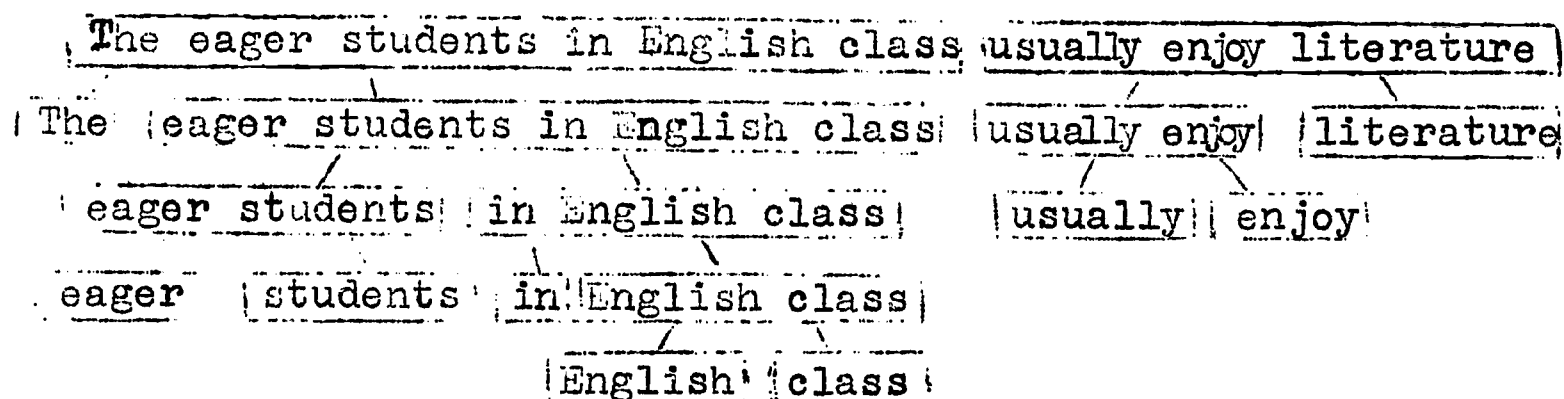 The eager students in English class usually enjoy literature
The eager students in English class usually enjoy literature
eager students in English class usually enjoy
eager students in English class
English class